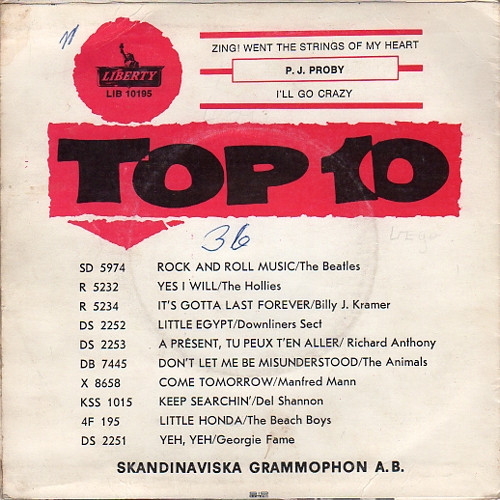 ZING! WENT THE STRINGS OF MY HEART
P. J. PROBY
I'LL GO CRAZY
LIBERTY
LIB 10195
TOP 10
36
SD 5974 ROCK AND ROLL MUSIC/The Beatles
R 5232 YES I WILL/The Hollies
R 5234 IT'S GOTTA LAST FOREVER/Billy J. Kramer
DS 2252 LITTLE EGYPT/Downliners Sect
DS 2253 A PRÉSENT, TU PEUX T'EN ALLER/ Richard Anthony
DB 7445 DON'T LET ME BE MISUNDERSTOOD/The Animals
X 8658 COME TOMORROW/Manfred Mann
KSS 1015 KEEP SEARCHIN'/Del Shannon
4F 195 LITTLE HONDA/The Beach Boys
DS 2251 YEH, YEH/Georgie Fame
SKANDINAVISKA GRAMMOPHON A.B.